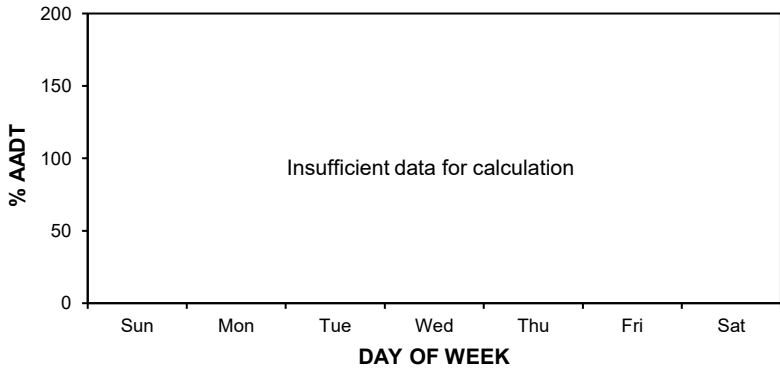 200
150
100
50
0
% AADT
Insufficient data for calculation
Sun Mon Tue Wed Thu Fri Sat
DAY OF WEEK